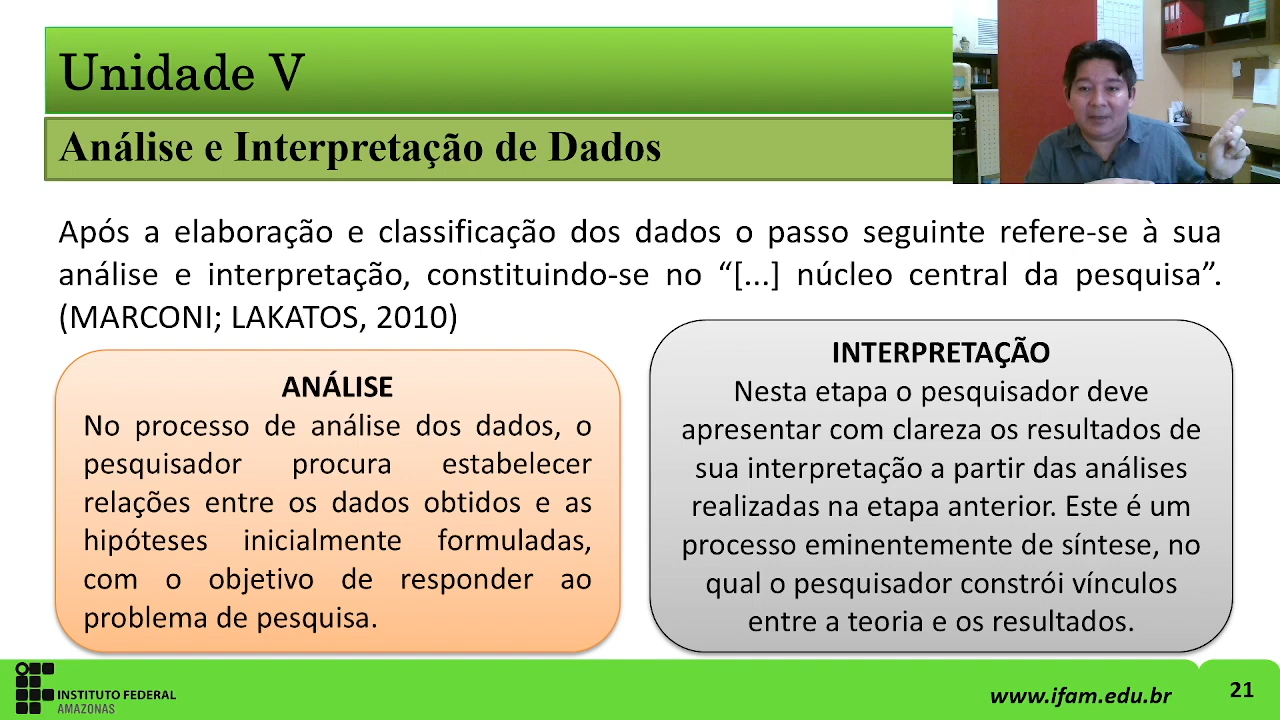 Unidade V
Análise e Interpretação de Dados
Após a elaboração e classificação dos dados o passo seguinte refere-se à sua
análise e interpretação, constituindo-se no “[...] núcleo central da pesquisa”.
(MARCONI; LAKATOS, 2010)
ANÁLISE
No processo de análise dos dados, o
pesquisador procura estabelecer
relações entre os dados obtidos e as
hipóteses inicialmente formuladas,
com o objetivo de responder ao
problema de pesquisa.
INTERPRETAÇÃO
Nesta etapa o pesquisador deve
apresentar com clareza os resultados de
sua interpretação a partir das análises
realizadas na etapa anterior. Este é um
processo eminentemente de síntese, no
qual o pesquisador constrói vínculos
entre a teoria e os resultados.
INSTITUTO FEDERAL
AMAZONAS
www.ifam.edu.br
21